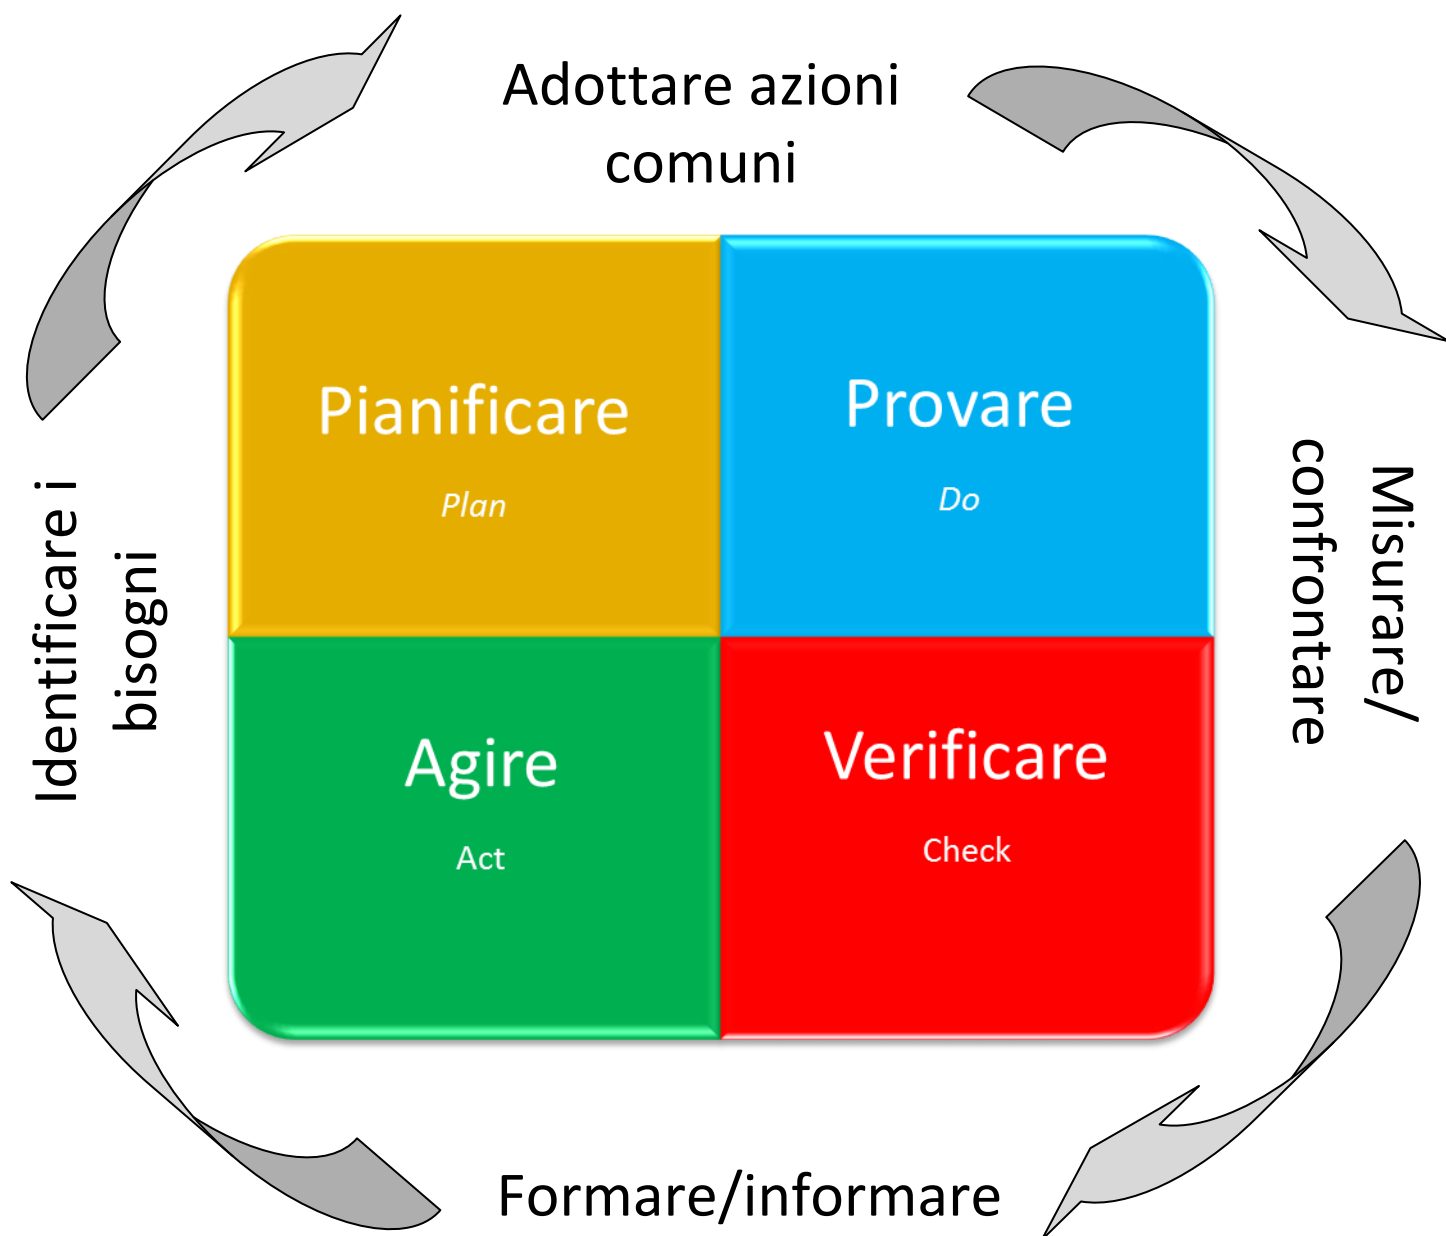 Adottare azioni
comuni
Pianificare
Plan
Provare
Do
Identificare i
bisogni
Misurare/
confrontare
Agire
Act
Verificare
Check
Formare/informare